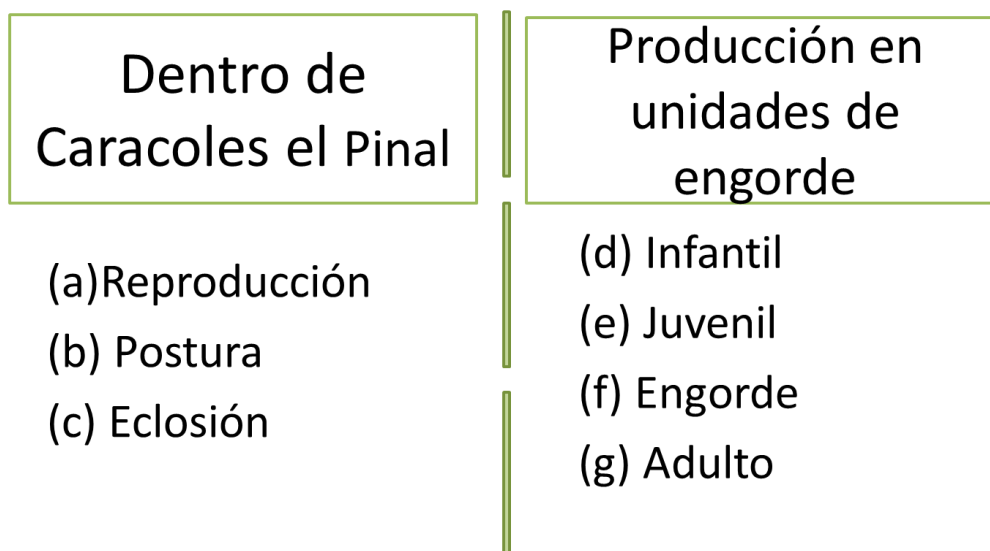 Dentro de
Caracoles el Pinal
(a)Reproducción
(b) Postura
(c) Eclosión
Producción en
unidades de
engorde
(d) Infantil
(e) Juvenil
(f) Engorde
(g) Adulto